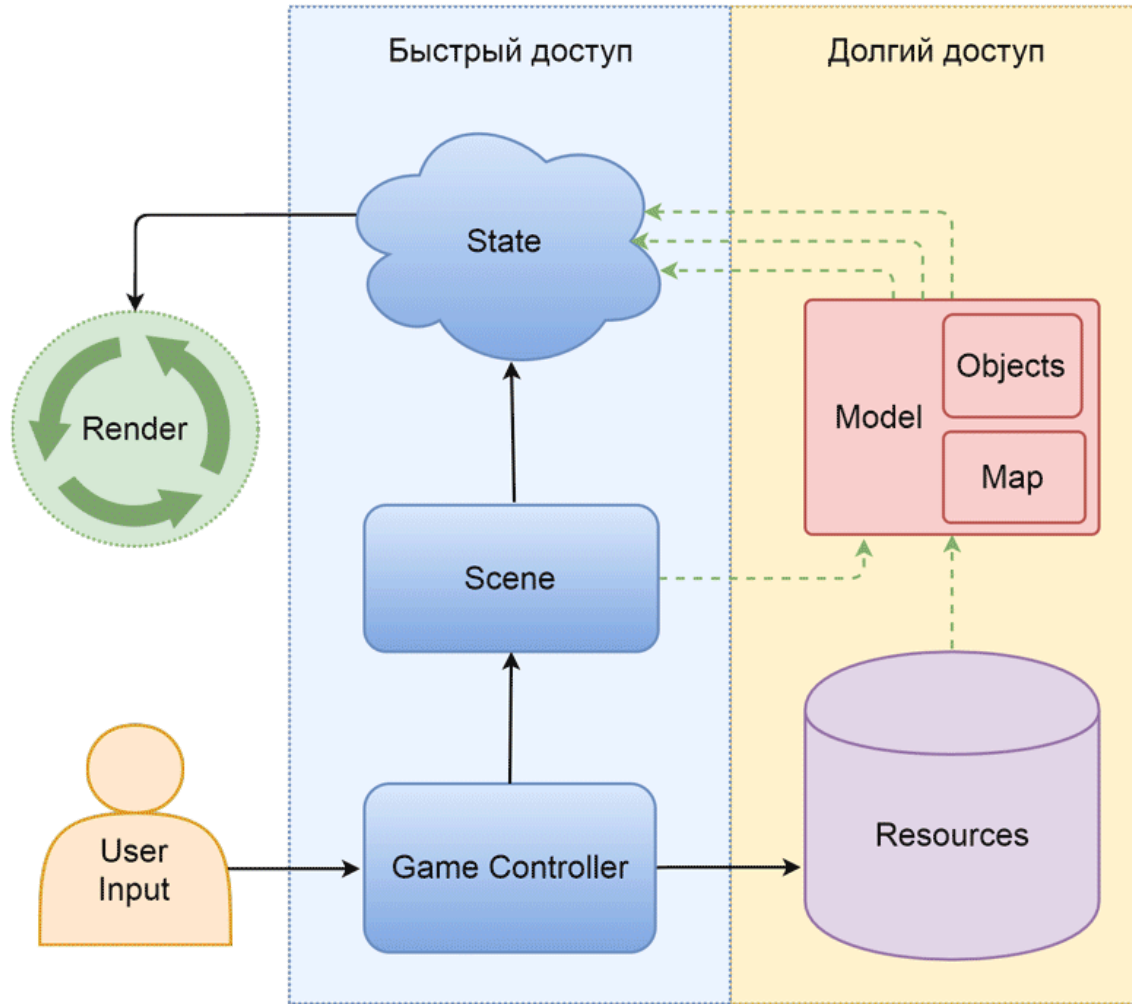 Быстрый доступ
Долгий доступ
State
Objects
Model
Map
Render
Scene
User
Input
Game Controller
Resources